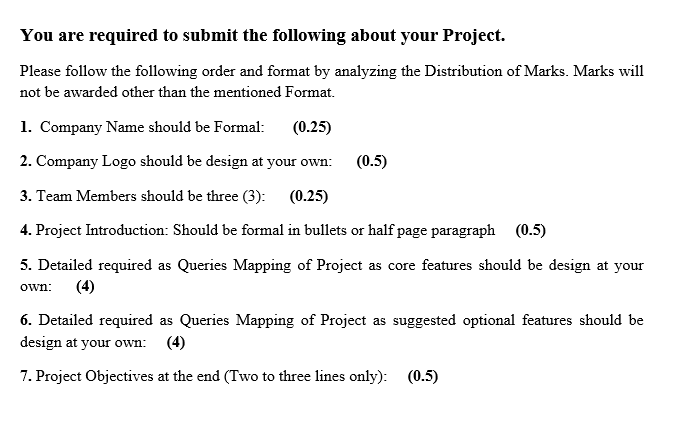 You are required to submit the following about your Project.
Please follow the following order and format by analyzing the Distribution of Marks. Marks will
not be awarded other than the mentioned Format.
1. Company Name should be Formal: (0.25)
2. Company Logo should be design at your own: (0.5)
3. Team Members should be three (3): (0.25)
4. Project Introduction: Should be formal in bullets or half page paragraph (0.5)
5. Detailed required as Queries Mapping of Project as core features should be design at your
own: (4)
6. Detailed required as Queries Mapping of Project as suggested optional features should be
design at your own: (4)
7. Project Objectives at the end (Two to three lines only): (0.5)